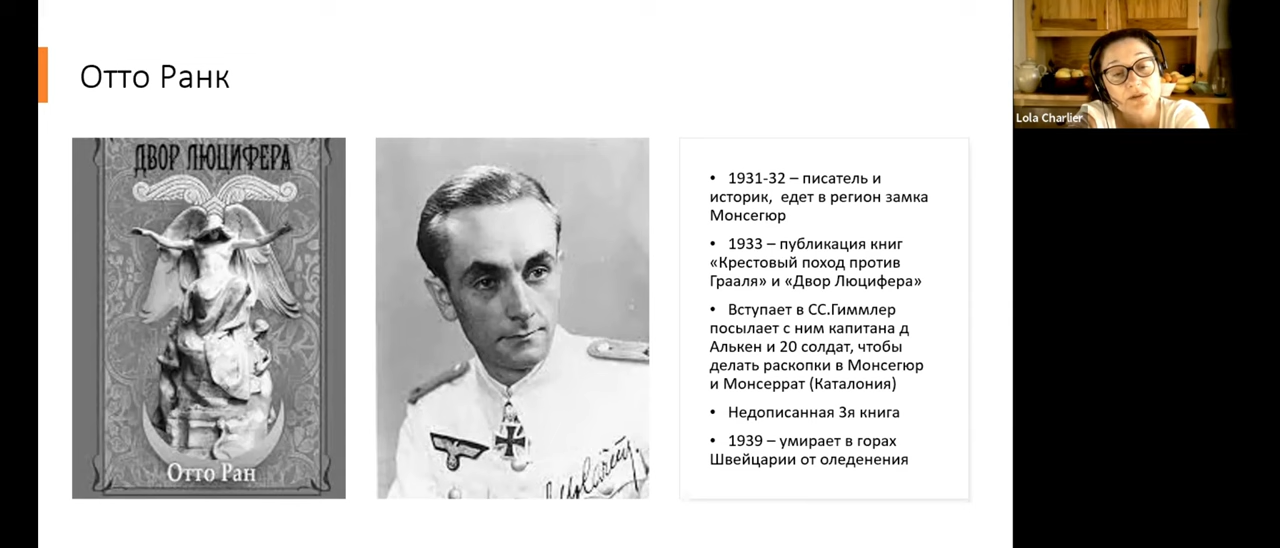 Отто Ранк
ДВОР ЛЮЦИФЕРА
Отто Ран
• 1931-32 – писатель и
историк, едет в регион замка
Монсегюр
• 1933 – публикация книг
«Крестовый поход против
Грааля» и «Двор Люцифера»
• Вступает в СС.Гиммлер
посылает с ним капитана д
Алькен и 20 солдат, чтобы
делать раскопки в Монсегюр
и Монсеррат (Каталония)
• Недописанная 3я книга
• 1939 – умирает в горах
Швейцарии от оледенения
Lola Charlier